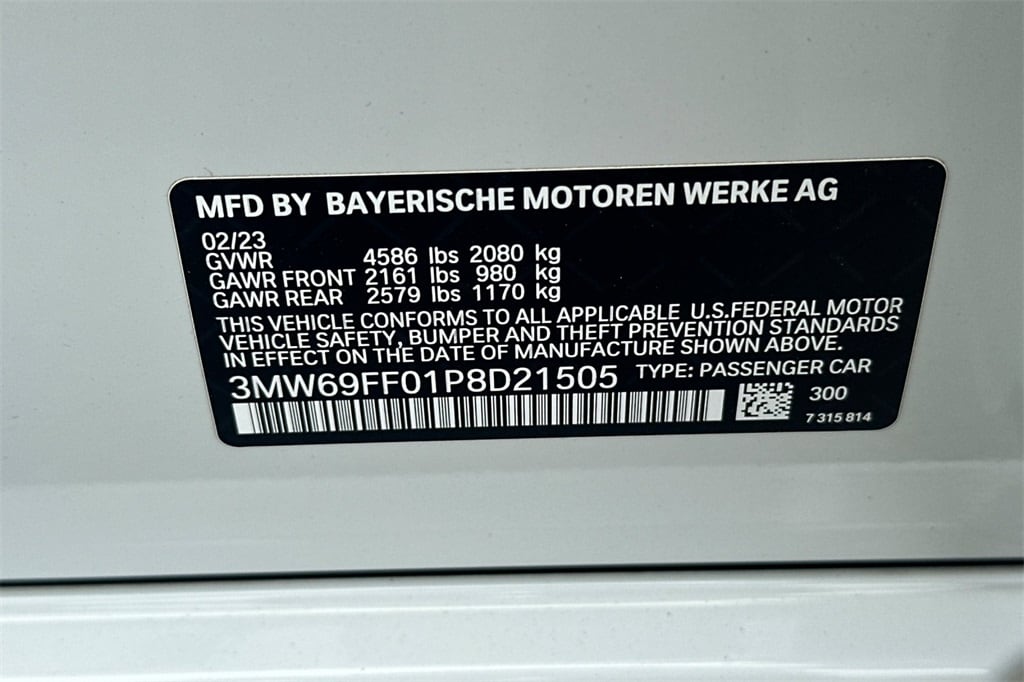 MFD BY BAYERISCHE MOTOREN WERKE AG
02/23
GVWR 4586 lbs 2080 kg
GAWR FRONT 2161 lbs 980 kg
GAWR REAR 2579 lbs 1170 kg
THIS VEHICLE CONFORMS TO ALL APPLICABLE U.S.FEDERAL MOTOR
VEHICLE SAFETY, BUMPER AND THEFT PREVENTION STANDARDS
IN EFFECT ON THE DATE OF MANUFACTURE SHOWN ABOVE.
3MW69FF01P8D21505 TYPE: PASSENGER CAR
300
7 315 814